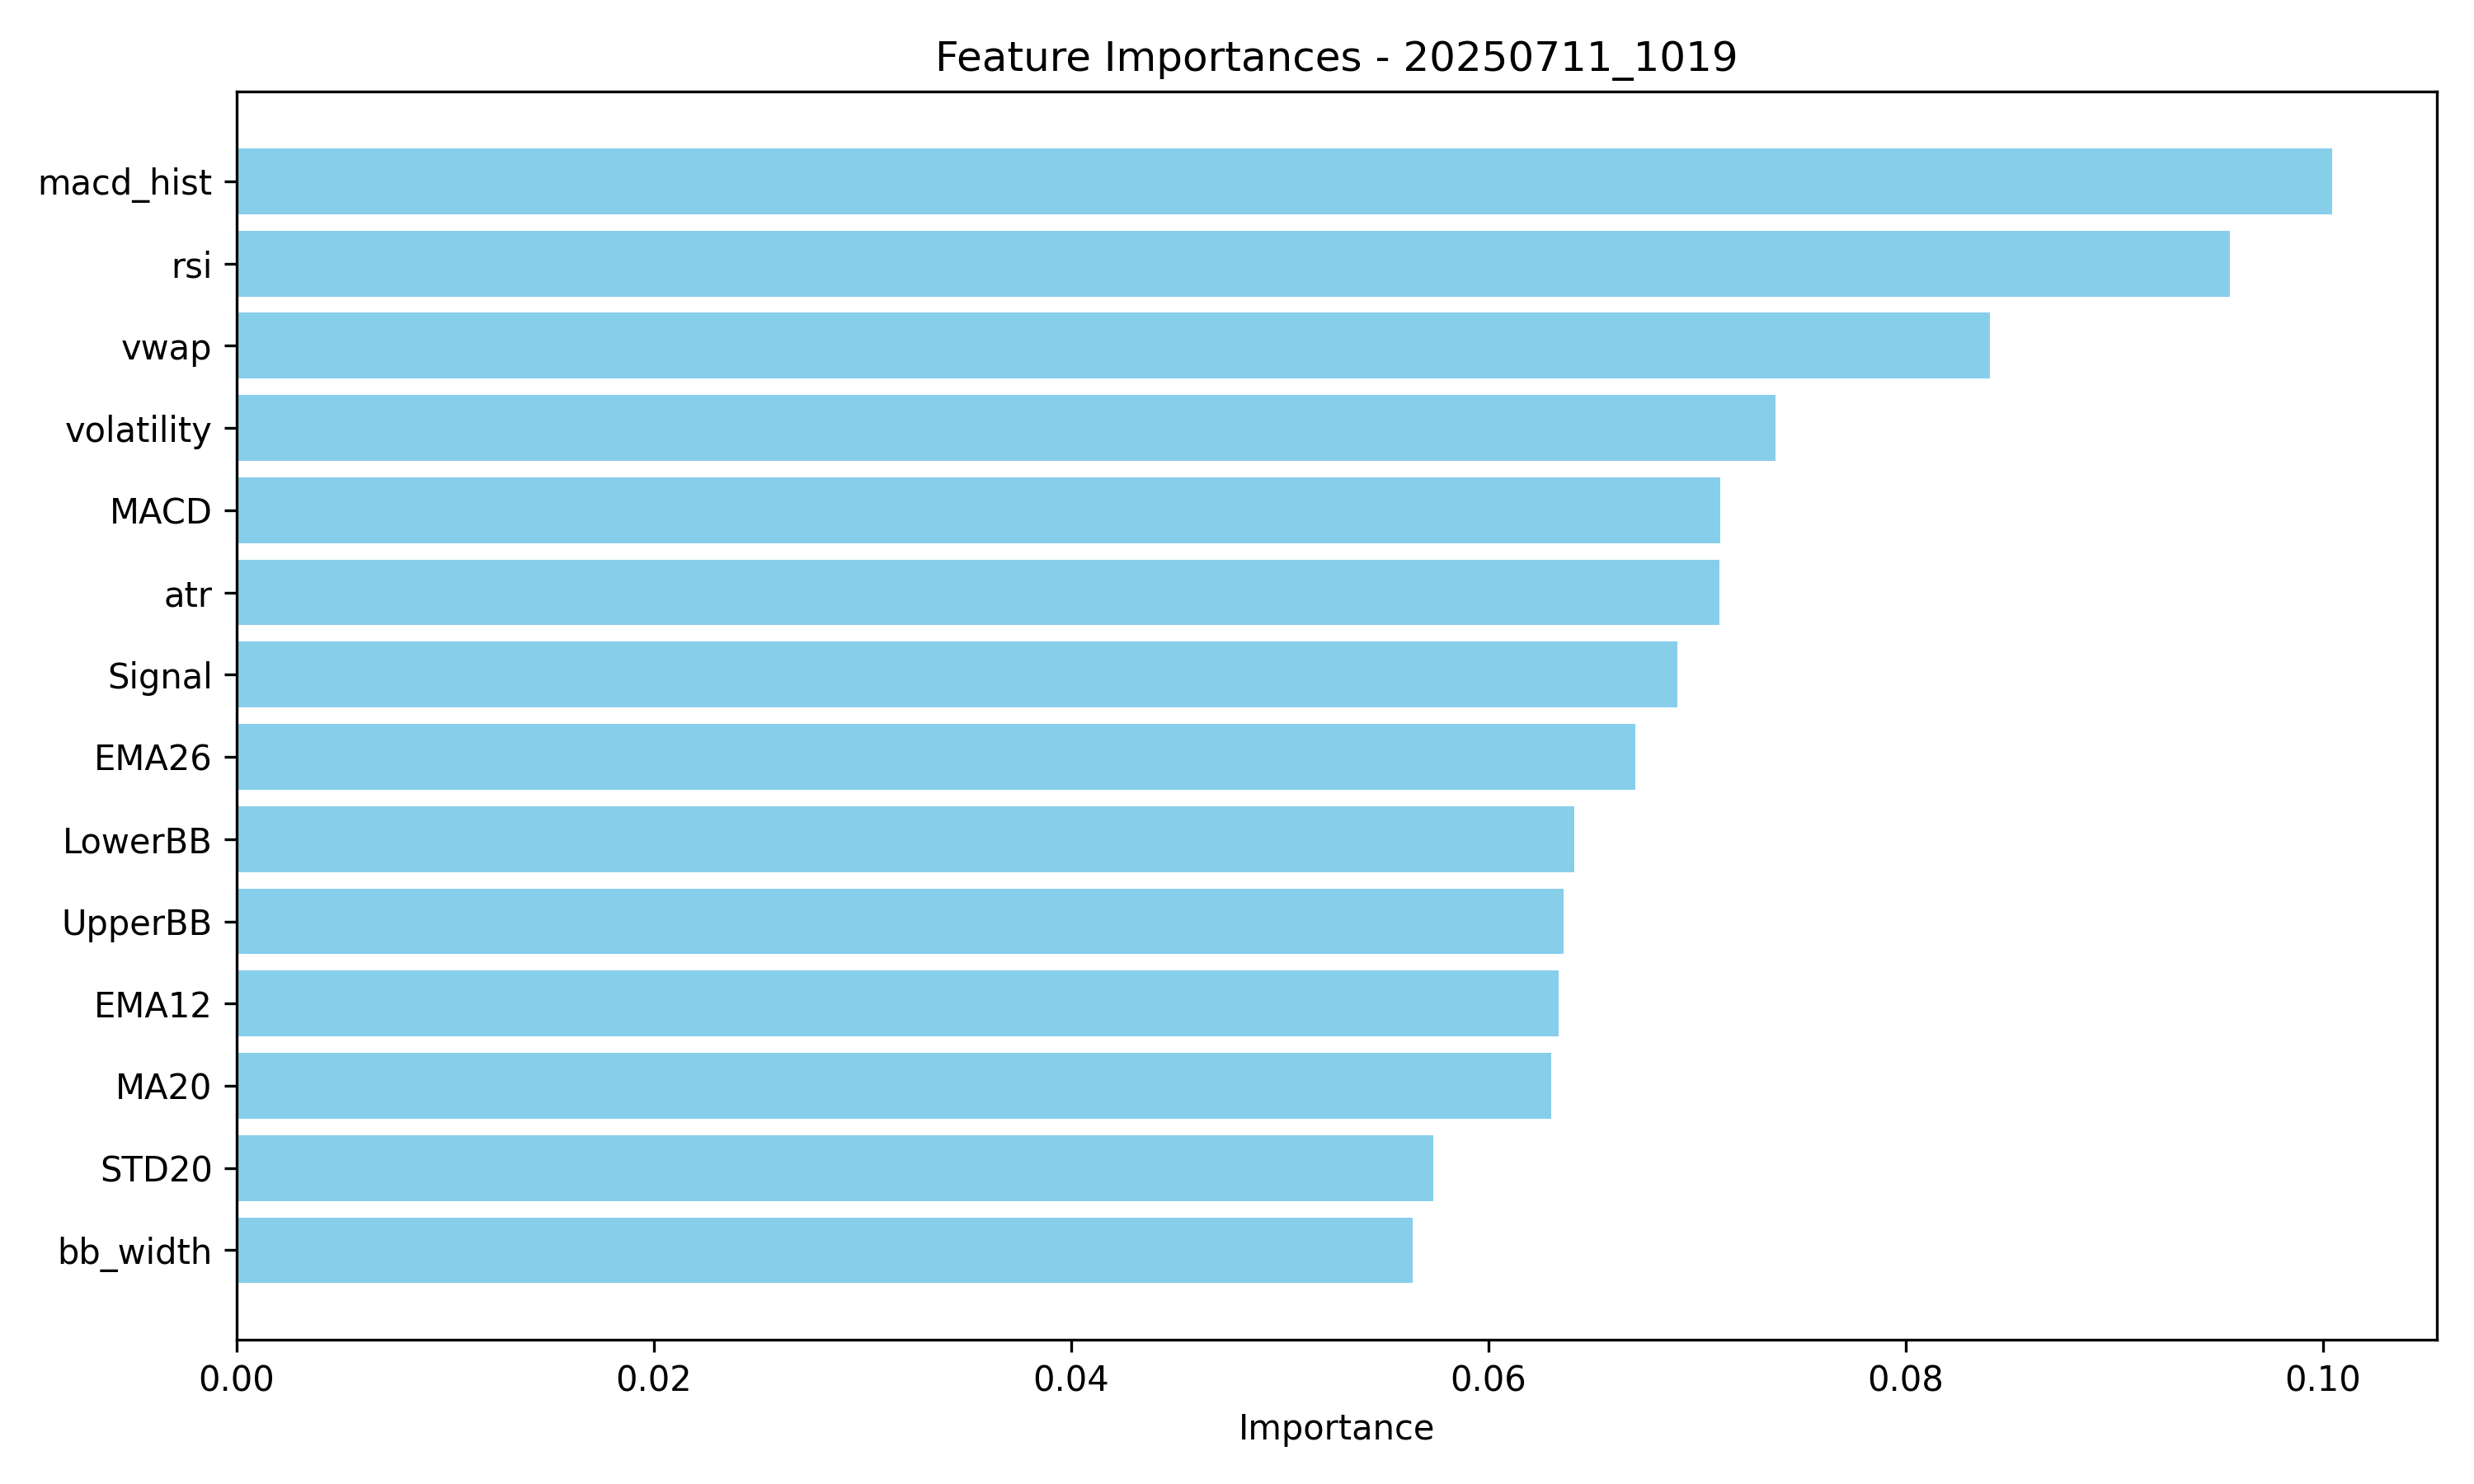 Feature Importances - 20250711_1019
macd_hist
rsi
vwap
volatility
MACD
atr
Signal
EMA26
LowerBB
UpperBB
EMA12
MA20
STD20
bb_width
0.00 0.02 0.04 0.06 0.08 0.10
Importance